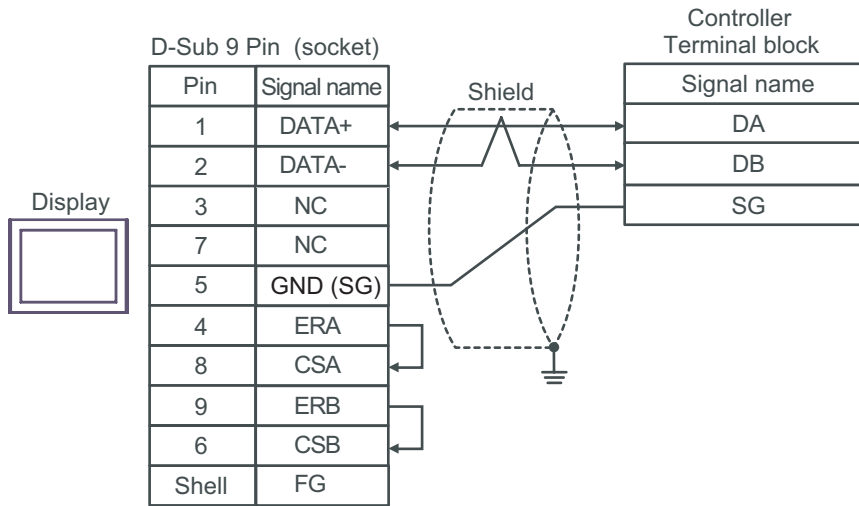 Controller
Terminal block
D-Sub 9 Pin (socket)
Pin Signal name
Shield
Signal name
1 DATA+
DA
2 DATA-
DB
Display
3 NC
SG
7 NC
5 GND (SG)
4 ERA
8 CSA
9 ERB
6 CSB
Shell FG